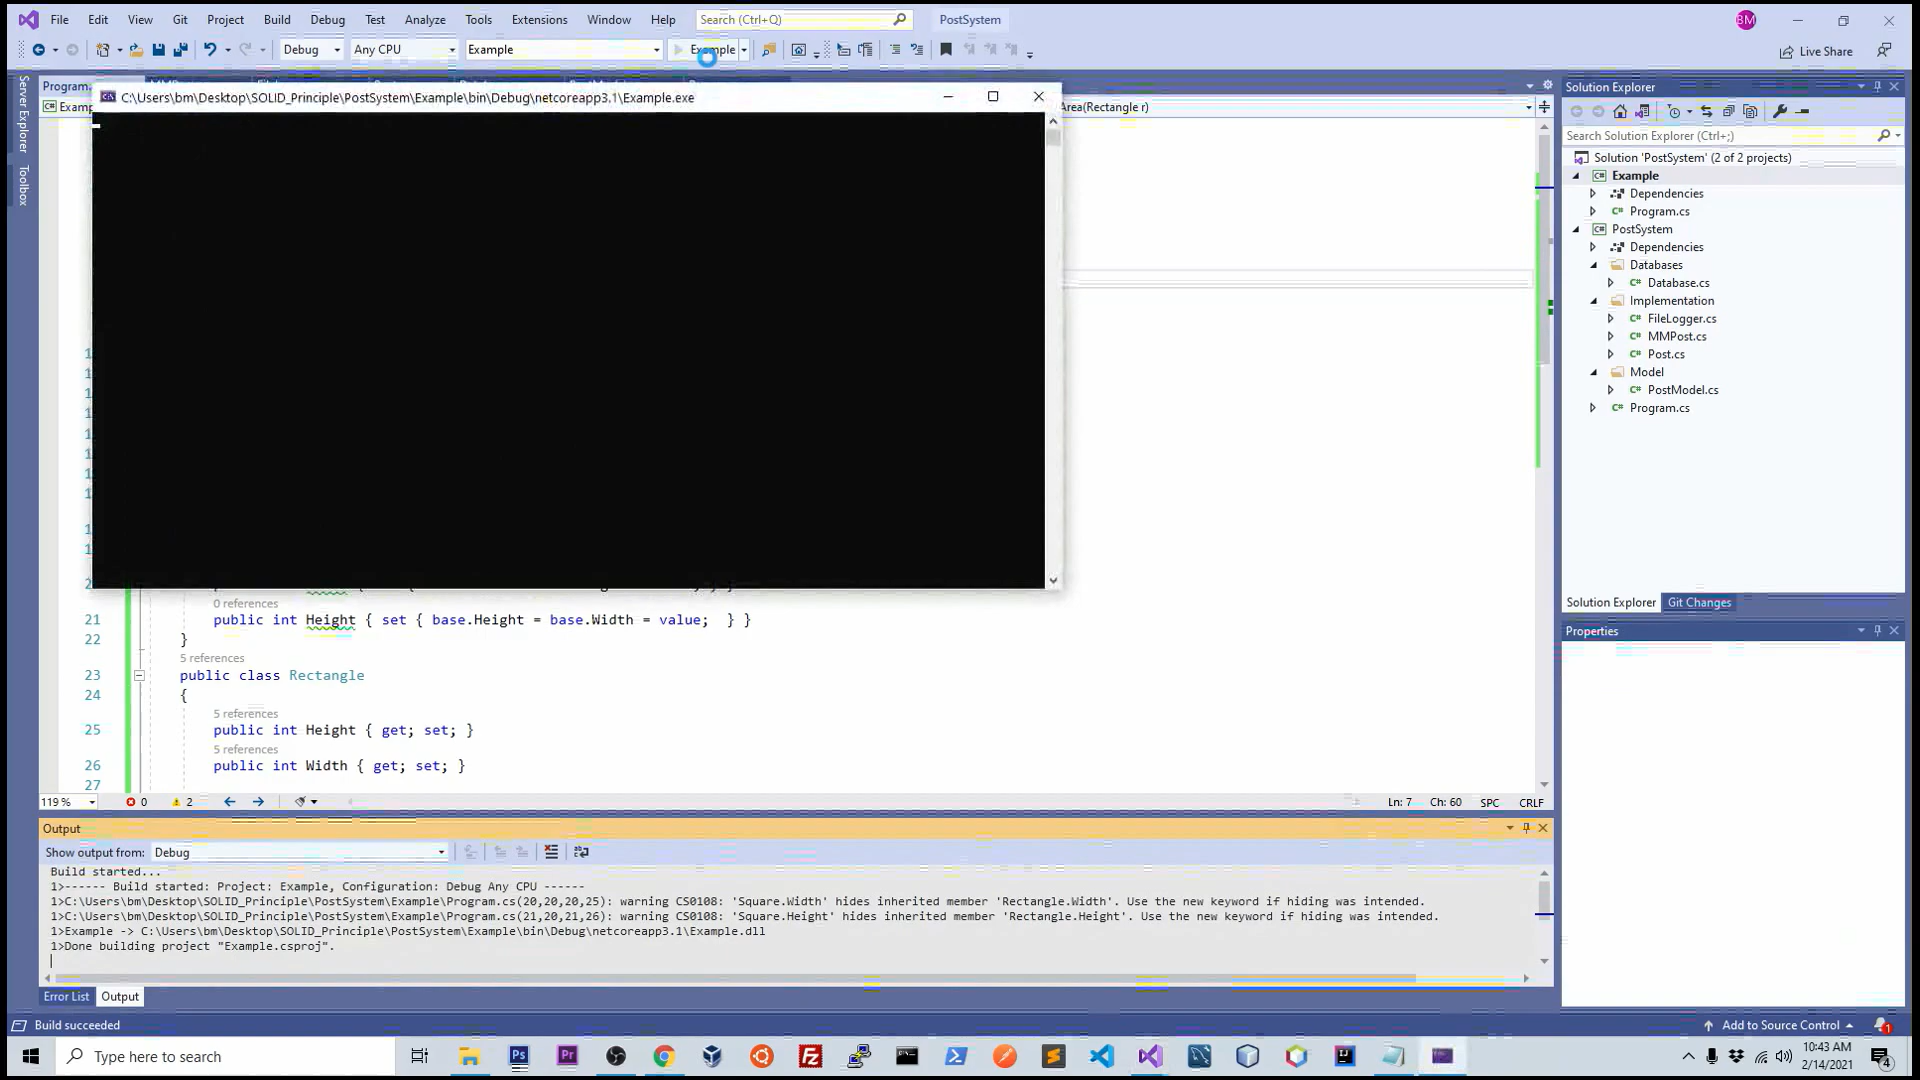 File Edit View Git Project Build Debug Test Analyze Tools Extensions Window Help Search (Ctrl+Q) PostSystem BM
Debug Any CPU Example Example Live Share
Server Explorer
Toolbox
Program
Examp
Area(Rectangle r)
C:\Users\bm\Desktop\SOLID_Principle\PostSystem\Example\bin\Debug\netcoreapp3.1\Example.exe
0 references
21 public int Height { set { base.Height = base.Width = value; } }
22 }
5 references
23 public class Rectangle
24 {
5 references
25 public int Height { get; set; }
5 references
26 public int Width { get; set; }
27
119 % 0 2 Ln: 7 Ch: 60 SPC CRLF
Output
Show output from: Debug
Build started...
1>------ Build started: Project: Example, Configuration: Debug Any CPU ------
1>C:\Users\bm\Desktop\SOLID_Principle\PostSystem\Example\Program.cs(20,20,20,25): warning CS0108: 'Square.Width' hides inherited member 'Rectangle.Width'. Use the new keyword if hiding was intended.
1>C:\Users\bm\Desktop\SOLID_Principle\PostSystem\Example\Program.cs(21,20,21,26): warning CS0108: 'Square.Height' hides inherited member 'Rectangle.Height'. Use the new keyword if hiding was intended.
1>Example -> C:\Users\bm\Desktop\SOLID_Principle\PostSystem\Example\bin\Debug\netcoreapp3.1\Example.dll
1>Done building project "Example.csproj".
Error List Output
Solution Explorer
Search Solution Explorer (Ctrl+;)
Solution 'PostSystem' (2 of 2 projects)
Example
Dependencies
Program.cs
PostSystem
Dependencies
Databases
Database.cs
Implementation
FileLogger.cs
MMPost.cs
Post.cs
Model
PostModel.cs
Program.cs
Solution Explorer Git Changes
Properties
Build succeeded
Add to Source Control 1
Type here to search
10:43 AM
2/14/2021
4